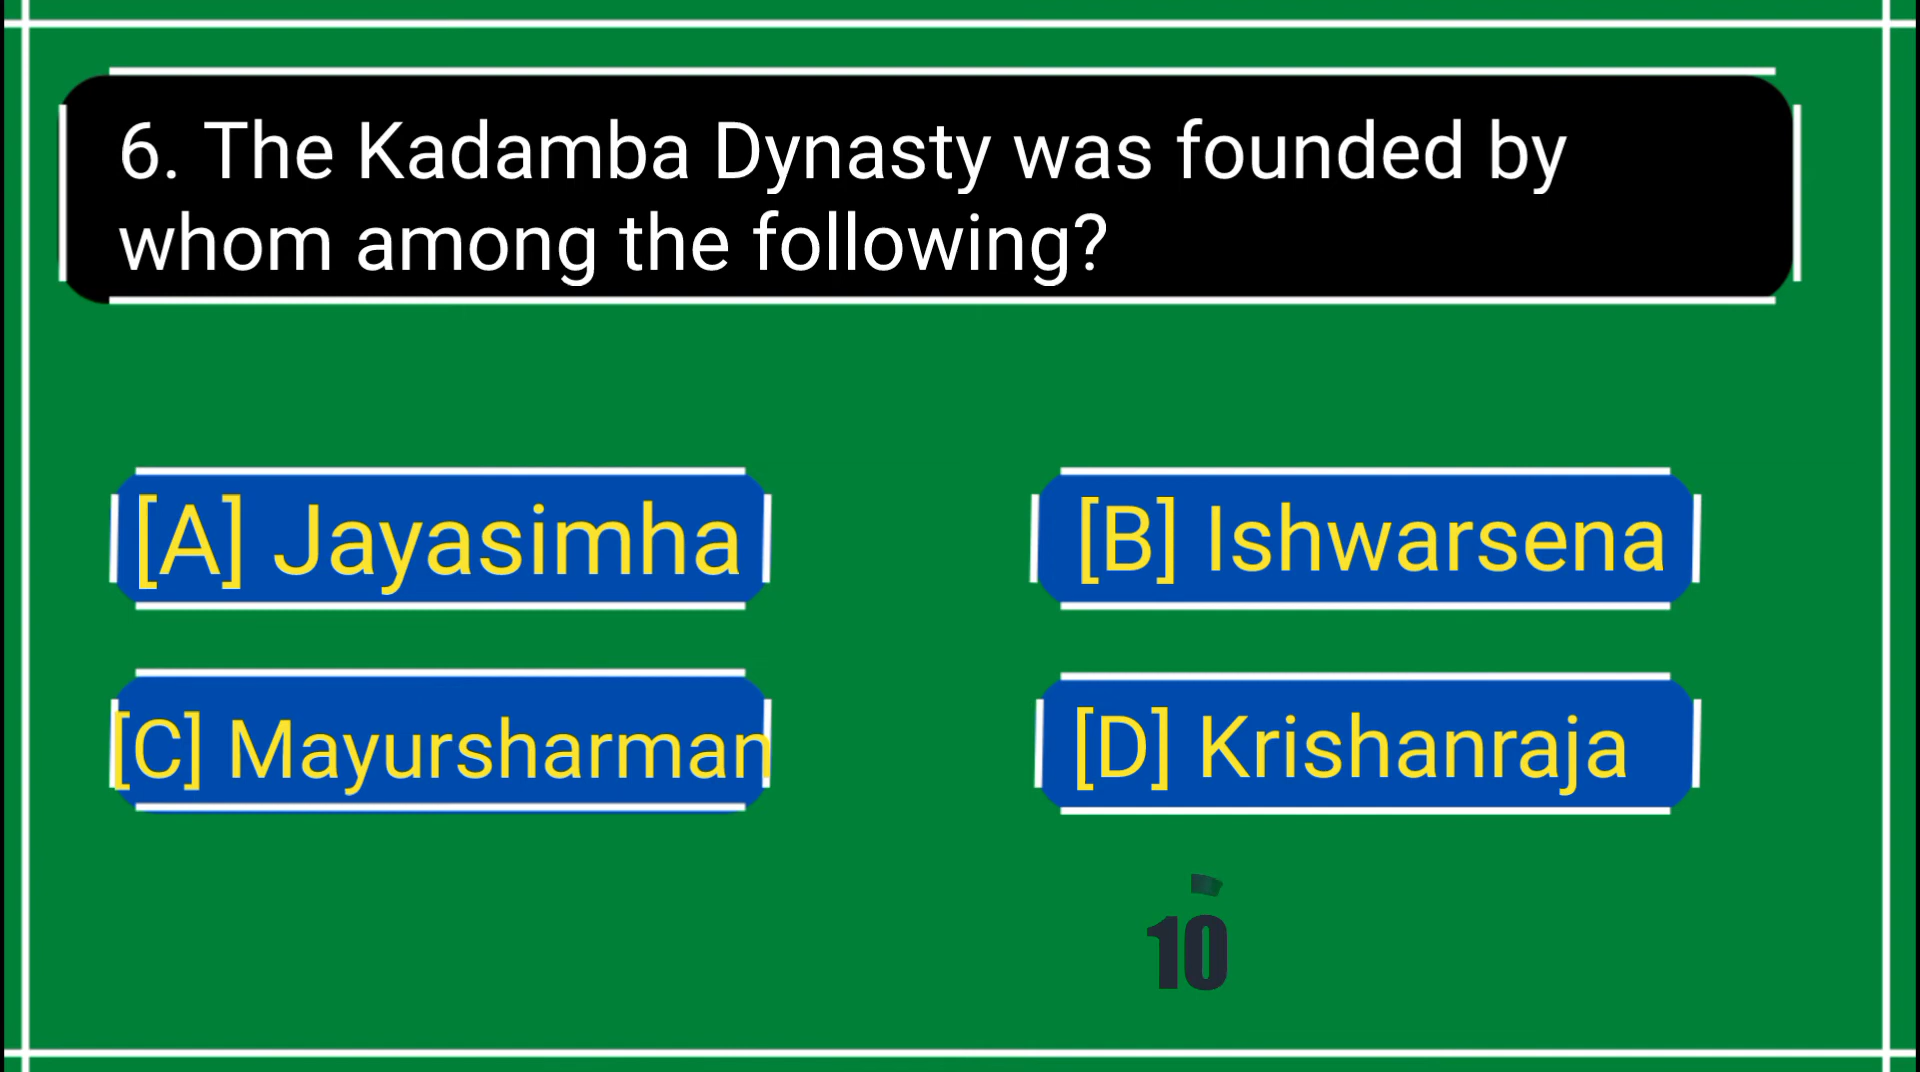 6. The Kadamba Dynasty was founded by
whom among the following?
[A] Jayasimha
[B] Ishwarsena
[C] Mayursharman
[D] Krishanraja
10